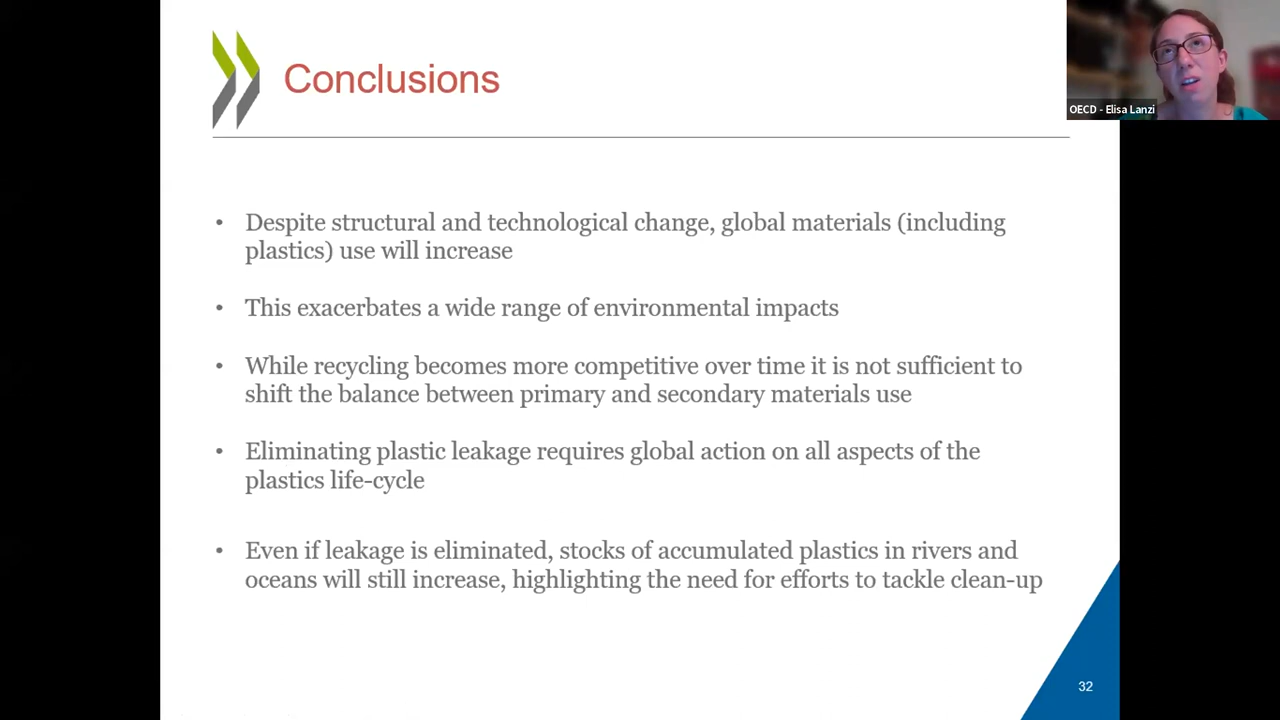 Conclusions
OECD - Elisa Lanzi
• Despite structural and technological change, global materials (including
plastics) use will increase
• This exacerbates a wide range of environmental impacts
• While recycling becomes more competitive over time it is not sufficient to
shift the balance between primary and secondary materials use
• Eliminating plastic leakage requires global action on all aspects of the
plastics life-cycle
• Even if leakage is eliminated, stocks of accumulated plastics in rivers and
oceans will still increase, highlighting the need for efforts to tackle clean-up
32